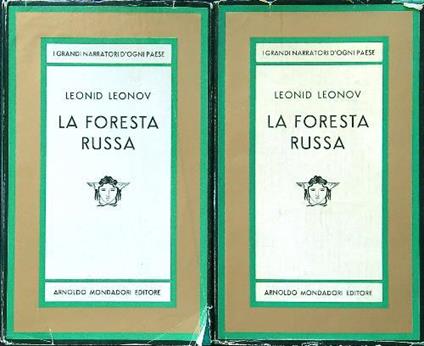 I GRANDI NARRATORI D'OGNI PAESE
LEONID LEONOV
LA FORESTA
RUSSA
ARNOLDO MONDADORI EDITORE
I GRANDI NARRATORI D'OGNI PAESE
LEONID LEONOV
LA FORESTA
RUSSA
ARNOLDO MONDADORI EDITORE